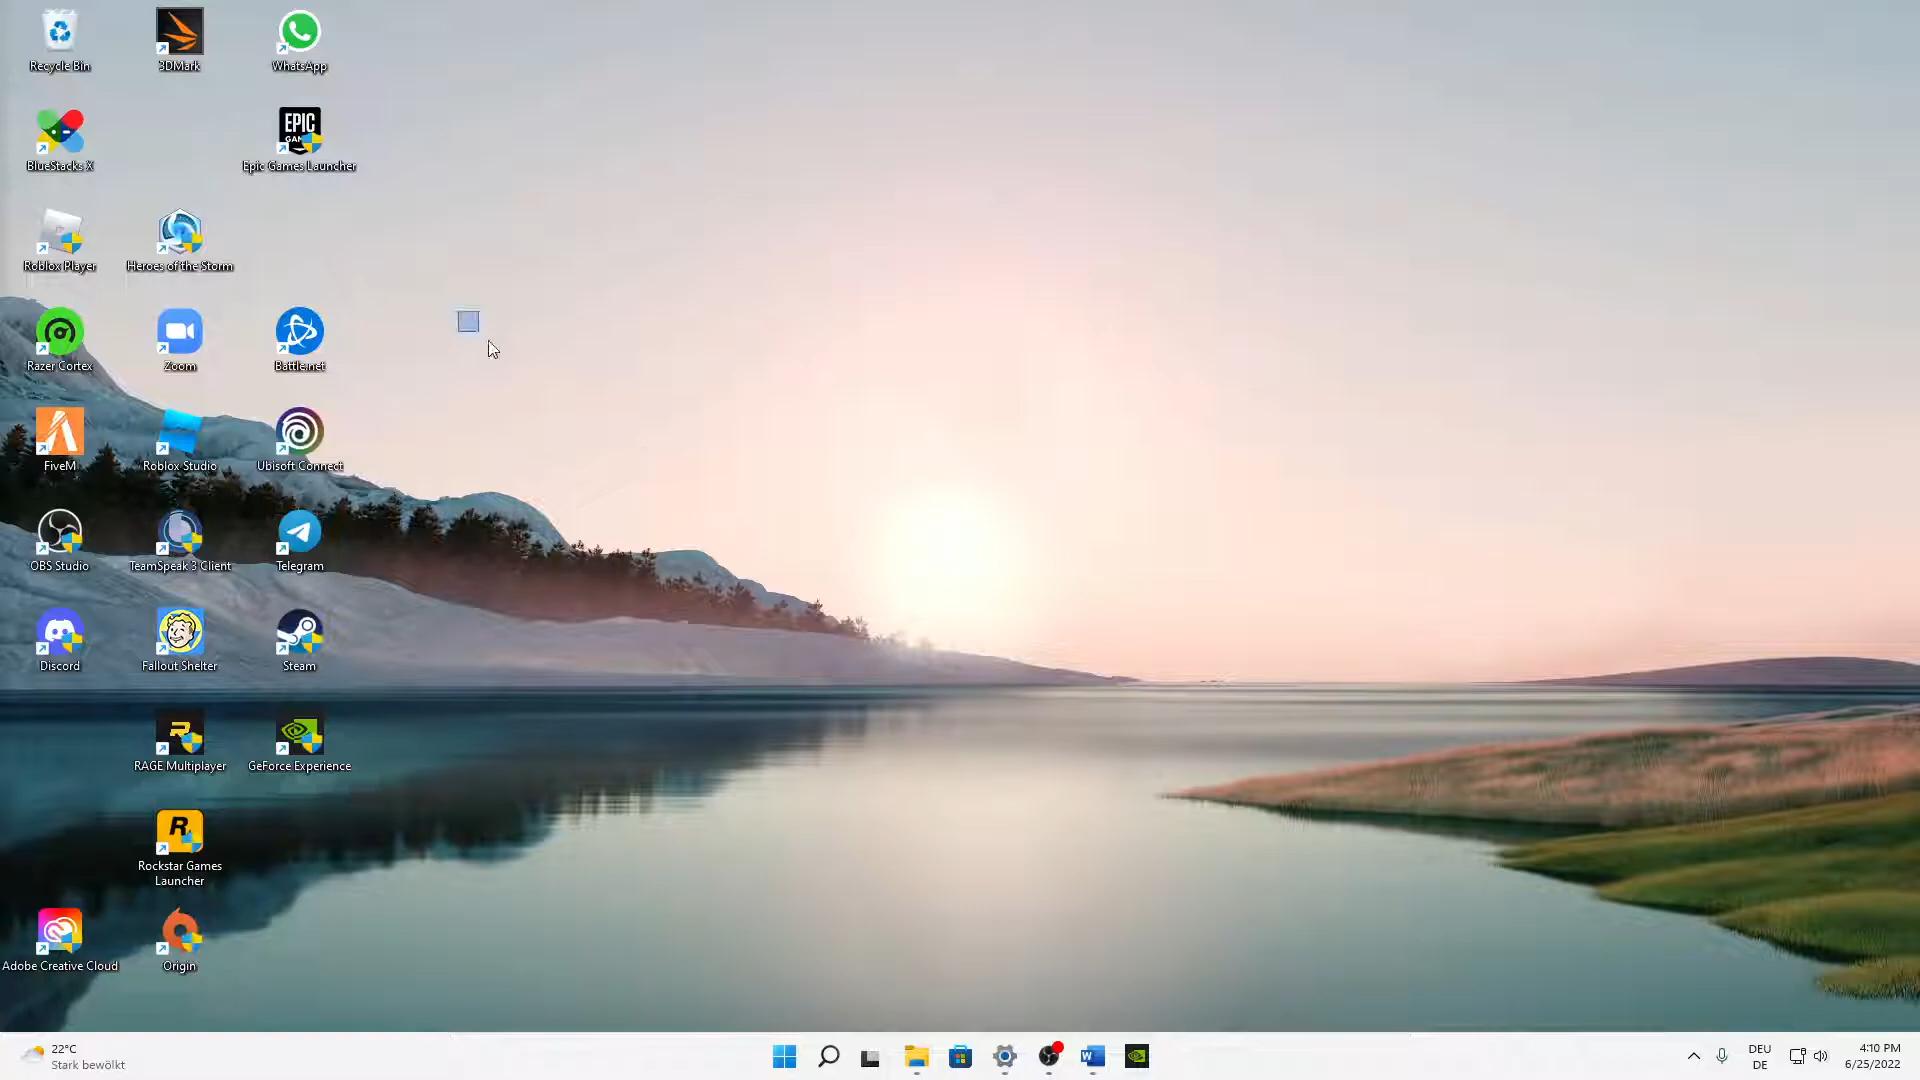 Recycle Bin
3DMark
WhatsApp
BlueStacks X
EPIC
Epic Games Launcher
Roblox Player
Heroes of the Storm
Razer Cortex
Zoom
Battle.net
FiveM
Roblox Studio
Ubisoft Connect
OBS Studio
TeamSpeak 3 Client
Telegram
Discord
Fallout Shelter
Steam
RAGE Multiplayer
GeForce Experience
Rockstar Games
Launcher
Adobe Creative Cloud
Origin
22°C
Stark bewölkt
W
DEU
DE
4:10 PM
6/25/2022